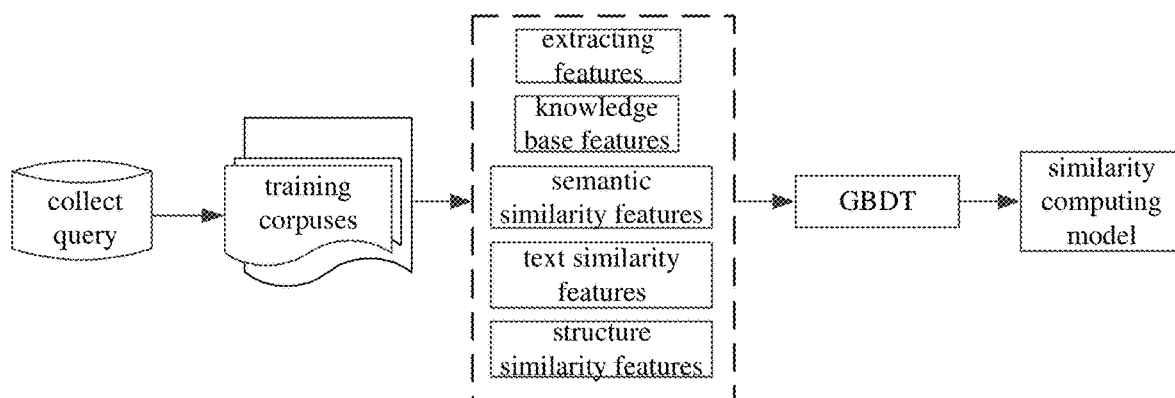 collect
query
training
corpuses
extracting
features
knowledge
base features
semantic
similarity features
text similarity
features
structure
similarity features
GBDT
similarity
computing
model